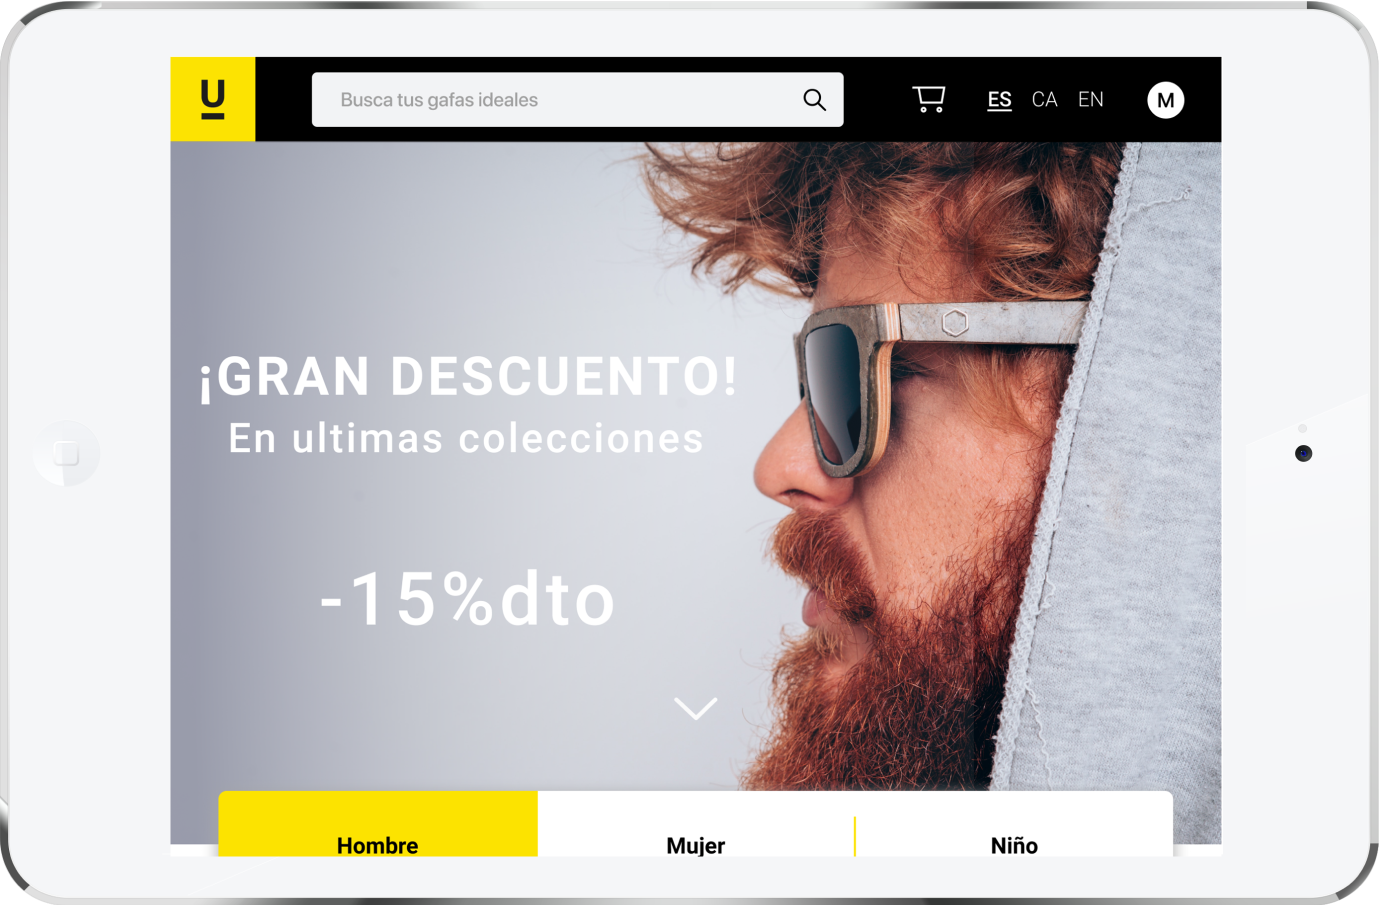 U
Busca tus gafas ideales
ES CA EN
M
¡GRAN DESCUENTO!
En ultimas colecciones
-15%dto
Hombre
Mujer
Niño